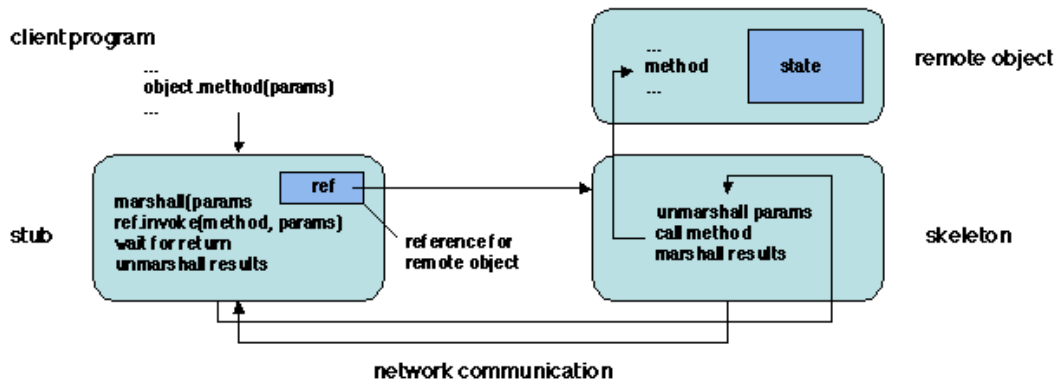 client program
...
object.method(params)
...
stub
ref
marshall(params
ref.invoke(method, params)
wait for return
unmarshall results
reference for
remote object
...
method
...
state
remote object
unmarshall params
call method
marshall results
skeleton
network communication